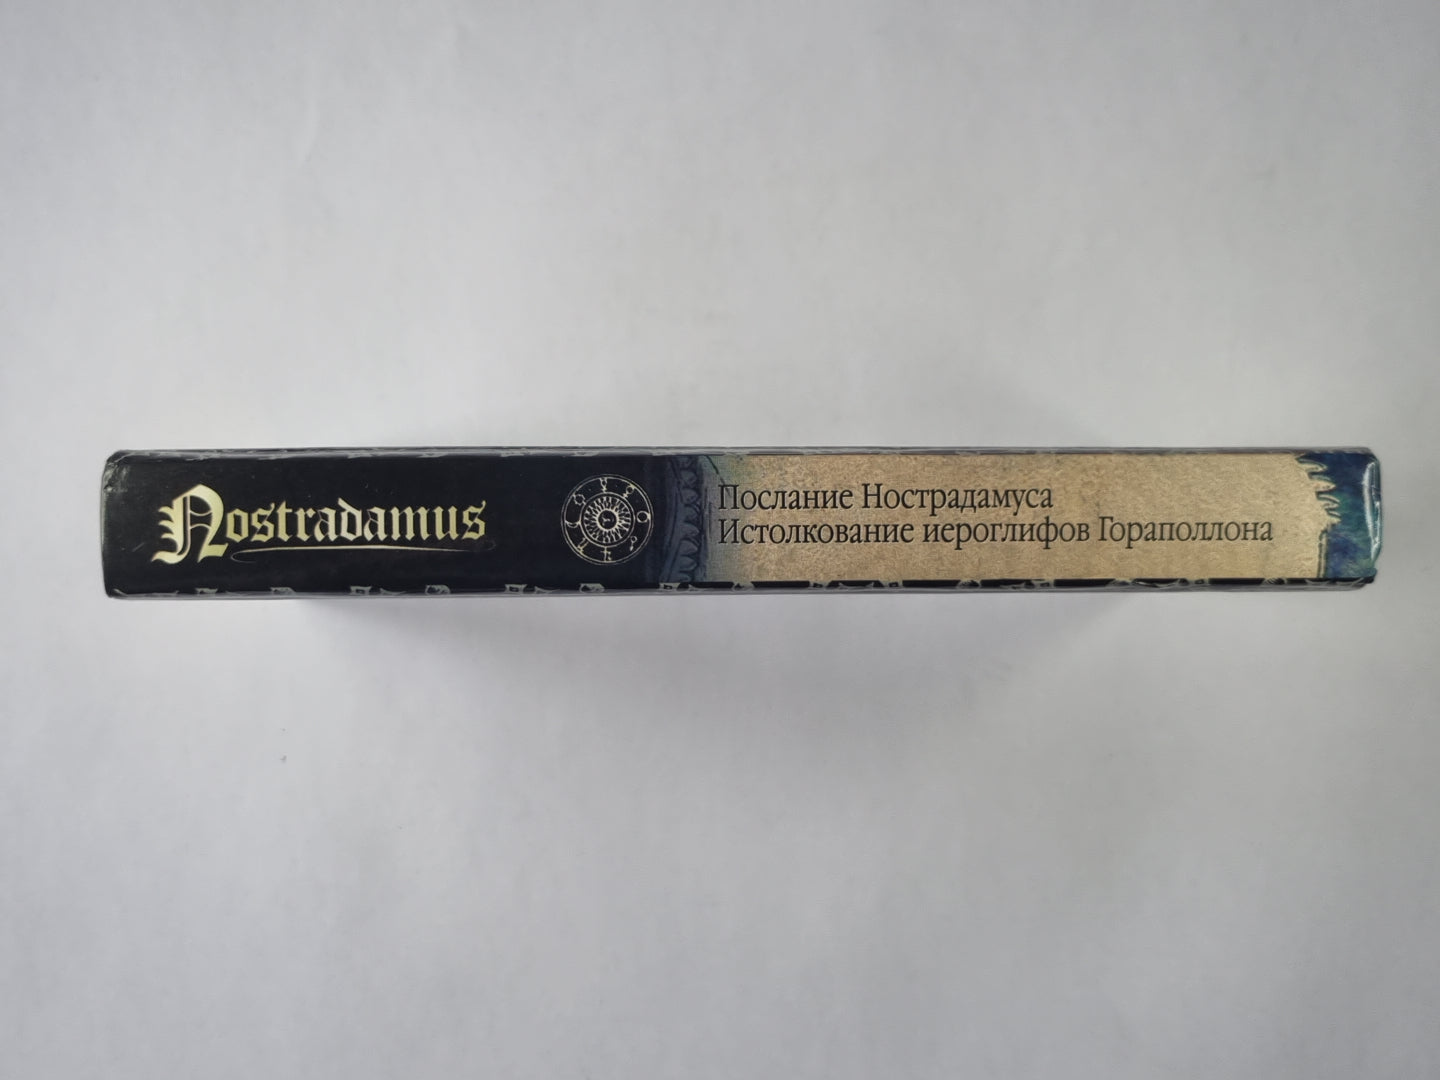 Nostradamus
Послание Нострадамуса
Истолкование иероглифов Гораполлона